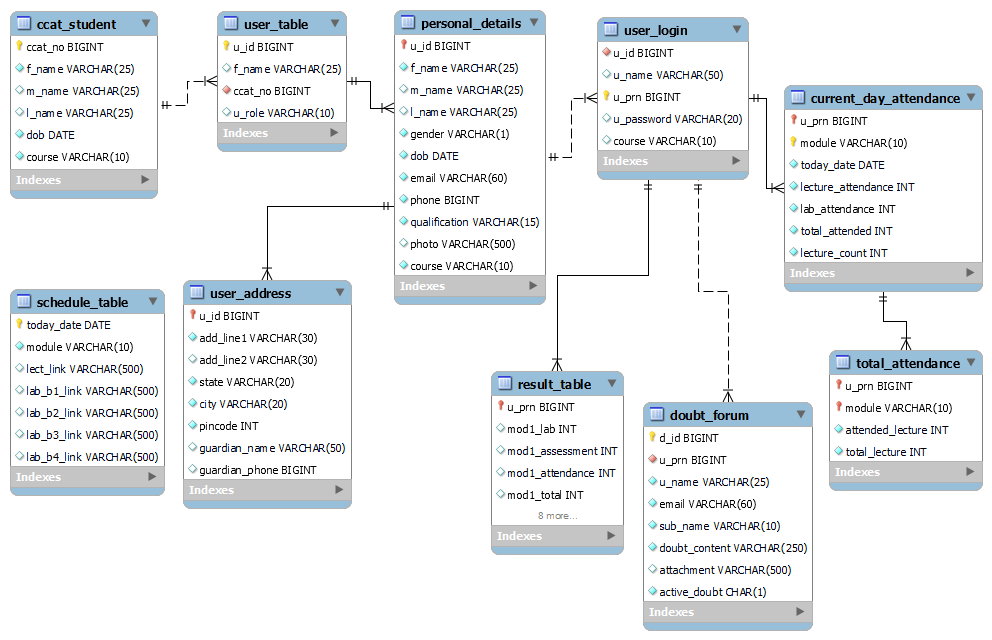 ccat_student
ccat_no BIGINT
f_name VARCHAR(25)
m_name VARCHAR(25)
l_name VARCHAR(25)
dob DATE
course VARCHAR(10)
Indexes
user_table
u_id BIGINT
f_name VARCHAR(25)
ccat_no BIGINT
u_role VARCHAR(10)
Indexes
personal_details
u_id BIGINT
f_name VARCHAR(25)
m_name VARCHAR(25)
l_name VARCHAR(25)
gender VARCHAR(1)
dob DATE
email VARCHAR(60)
phone BIGINT
qualification VARCHAR(15)
photo VARCHAR(500)
course VARCHAR(10)
Indexes
user_login
u_id BIGINT
u_name VARCHAR(50)
u_prn BIGINT
u_password VARCHAR(20)
course VARCHAR(10)
Indexes
current_day_attendance
u_prn BIGINT
module VARCHAR(10)
today_date DATE
lecture_attendance INT
lab_attendance INT
total_attended INT
lecture_count INT
Indexes
schedule_table
today_date DATE
module VARCHAR(10)
lect_link VARCHAR(500)
lab_b1_link VARCHAR(500)
lab_b2_link VARCHAR(500)
lab_b3_link VARCHAR(500)
lab_b4_link VARCHAR(500)
Indexes
user_address
u_id BIGINT
add_line1 VARCHAR(30)
add_line2 VARCHAR(30)
state VARCHAR(20)
city VARCHAR(20)
pincode INT
guardian_name VARCHAR(50)
guardian_phone BIGINT
Indexes
result_table
u_prn BIGINT
mod1_lab INT
mod1_assessment INT
mod1_attendance INT
mod1_total INT
8 more...
Indexes
doubt_forum
d_id BIGINT
u_prn BIGINT
u_name VARCHAR(25)
email VARCHAR(60)
sub_name VARCHAR(10)
doubt_content VARCHAR(250)
attachment VARCHAR(500)
active_doubt CHAR(1)
Indexes
total_attendance
u_prn BIGINT
module VARCHAR(10)
attended_lecture INT
total_lecture INT
Indexes